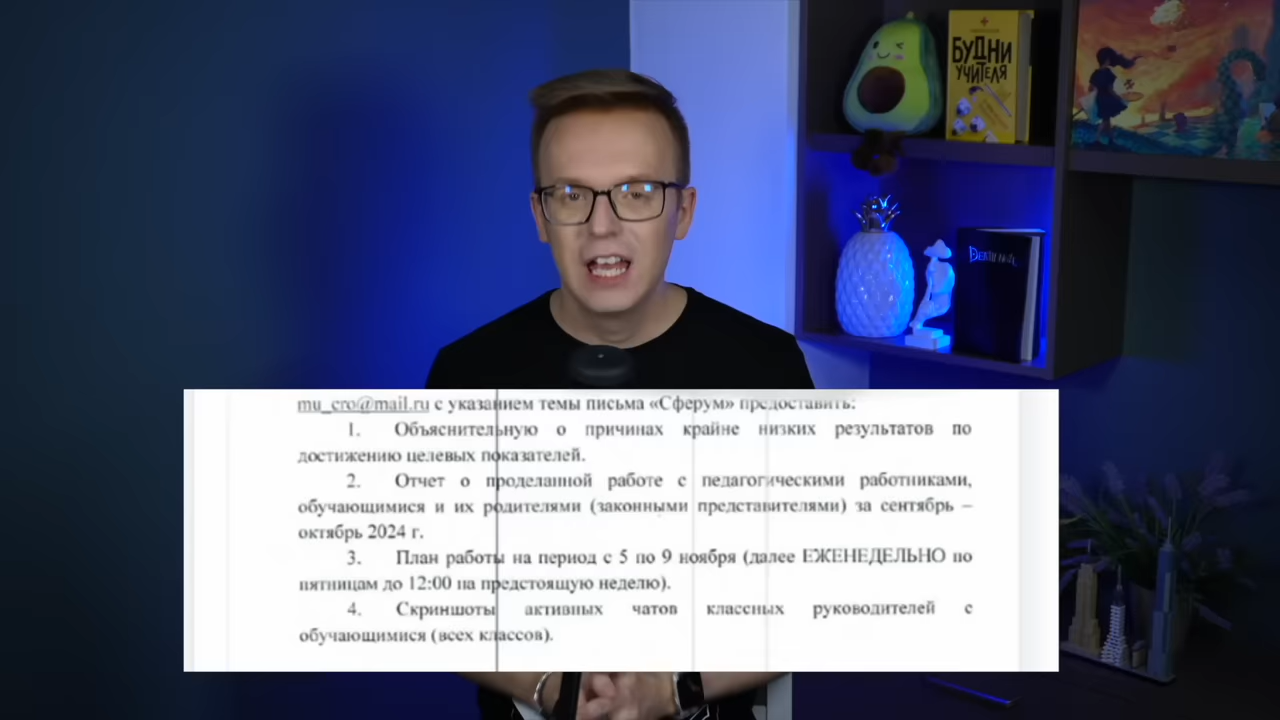 БУДНИ
УЧИТЕЛЯ
mu_cro@mail.ru с указанием темы письма «Сферум» предоставить:
1. Объяснительную о причинах крайне низких результатов по
достижению целевых показателей.
2. Отчет о проделанной работе с педагогическими работниками,
обучающимися и их родителями (законными представителями) за сентябрь –
октябрь 2024 г.
3. План работы на период с 5 по 9 ноября (далее ЕЖЕНЕДЕЛЬНО по
пятницам до 12:00 на предстоящую неделю).
4. Скриншоты активных чатов классных руководителей с
обучающимися (всех классов).